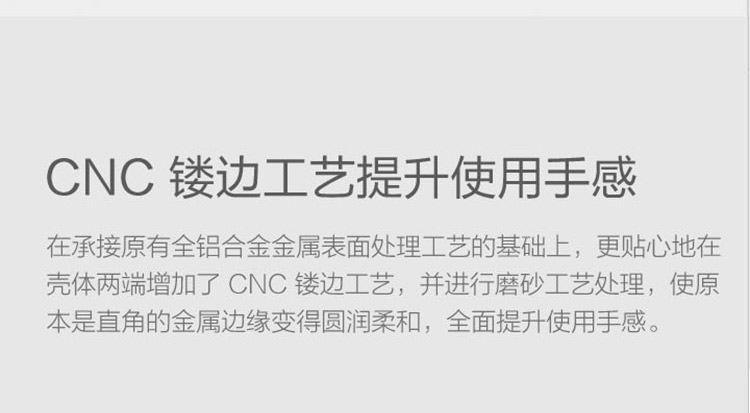 CNC 镂边工艺提升使用手感
在承接原有全铝合金金属表面处理工艺的基础上，更贴心地在
壳体两端增加了 CNC 镂边工艺，并进行磨砂工艺处理，使原
本是直角的金属边缘变得圆润柔和，全面提升使用手感。